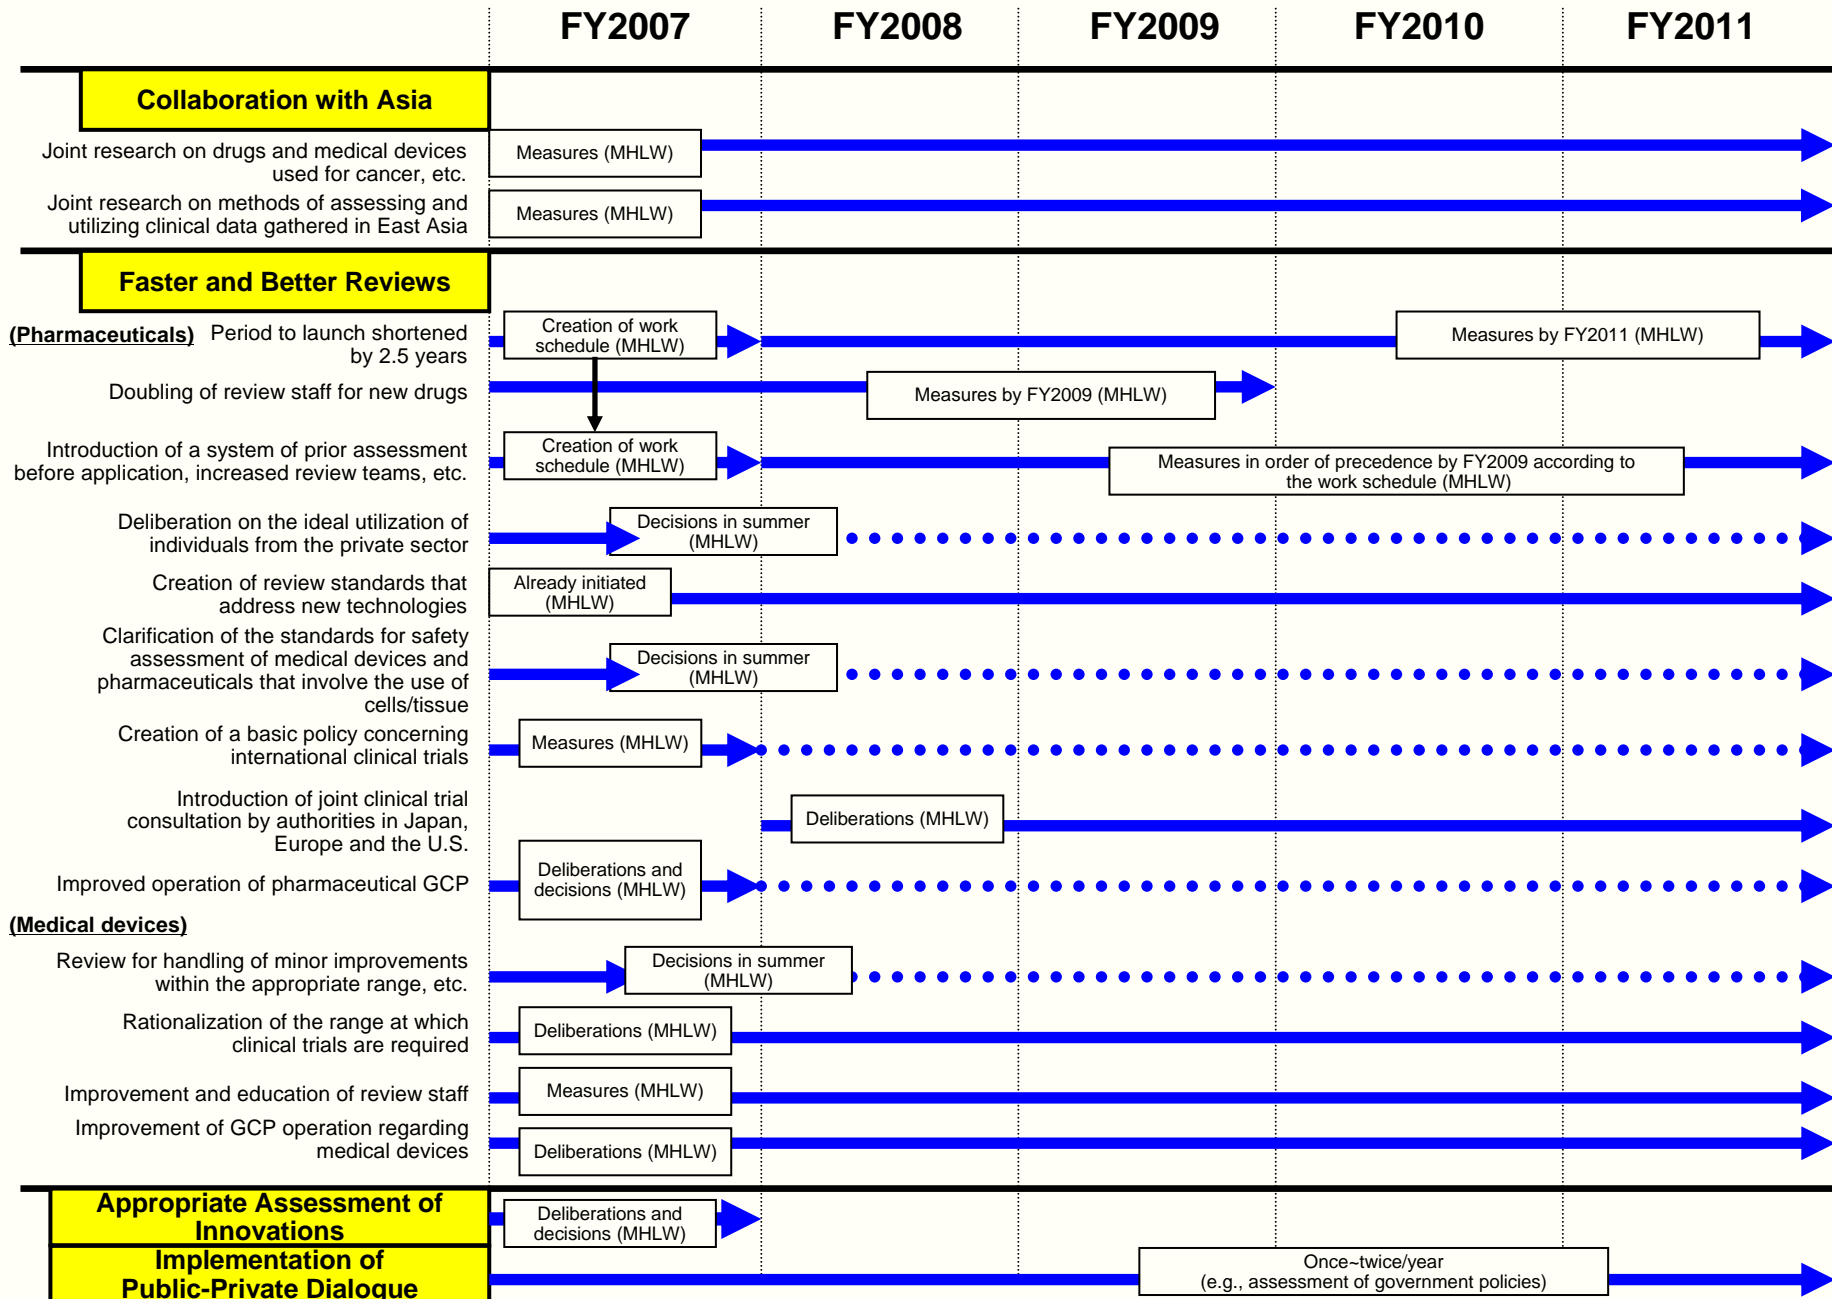 FY2007 FY2008 FY2009 FY2010 FY2011
Collaboration with Asia
Joint research on drugs and medical devices
used for cancer, etc.
Measures (MHLW)
Joint research on methods of assessing and
utilizing clinical data gathered in East Asia
Measures (MHLW)
Faster and Better Reviews
(Pharmaceuticals) Period to launch shortened
by 2.5 years
Creation of work
schedule (MHLW)
Measures by FY2011 (MHLW)
Doubling of review staff for new drugs
Measures by FY2009 (MHLW)
Introduction of a system of prior assessment
before application, increased review teams, etc.
Creation of work
schedule (MHLW)
Measures in order of precedence by FY2009 according to
the work schedule (MHLW)
Deliberation on the ideal utilization of
individuals from the private sector
Decisions in summer
(MHLW)
Creation of review standards that
address new technologies
Already initiated
(MHLW)
Clarification of the standards for safety
assessment of medical devices and
pharmaceuticals that involve the use of
cells/tissue
Decisions in summer
(MHLW)
Creation of a basic policy concerning
international clinical trials
Measures (MHLW)
Introduction of joint clinical trial
consultation by authorities in Japan,
Europe and the U.S.
Deliberations (MHLW)
Improved operation of pharmaceutical GCP
Deliberations and
decisions (MHLW)
(Medical devices)
Review for handling of minor improvements
within the appropriate range, etc.
Decisions in summer
(MHLW)
Rationalization of the range at which
clinical trials are required
Deliberations (MHLW)
Improvement and education of review staff
Measures (MHLW)
Improvement of GCP operation regarding
medical devices
Deliberations (MHLW)
Appropriate Assessment of
Innovations
Deliberations and
decisions (MHLW)
Implementation of
Public-Private Dialogue
Once~twice/year
(e.g., assessment of government policies)